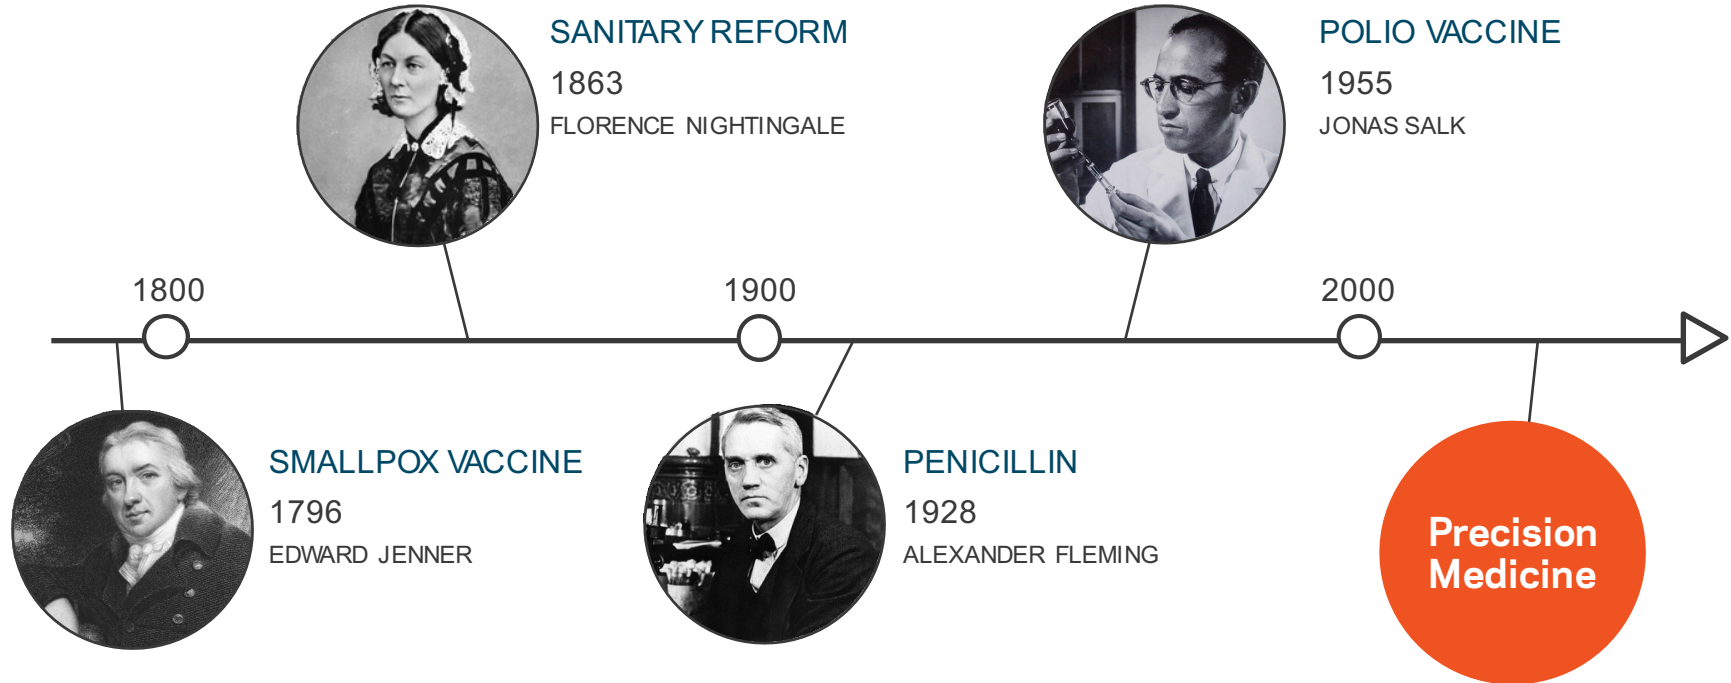 SANITARY REFORM
1863
FLORENCE NIGHTINGALE
POLIO VACCINE
1955
JONAS SALK
1800
1900
2000
SMALLPOX VACCINE
1796
EDWARD JENNER
PENICILLIN
1928
ALEXANDER FLEMING
Precision
Medicine